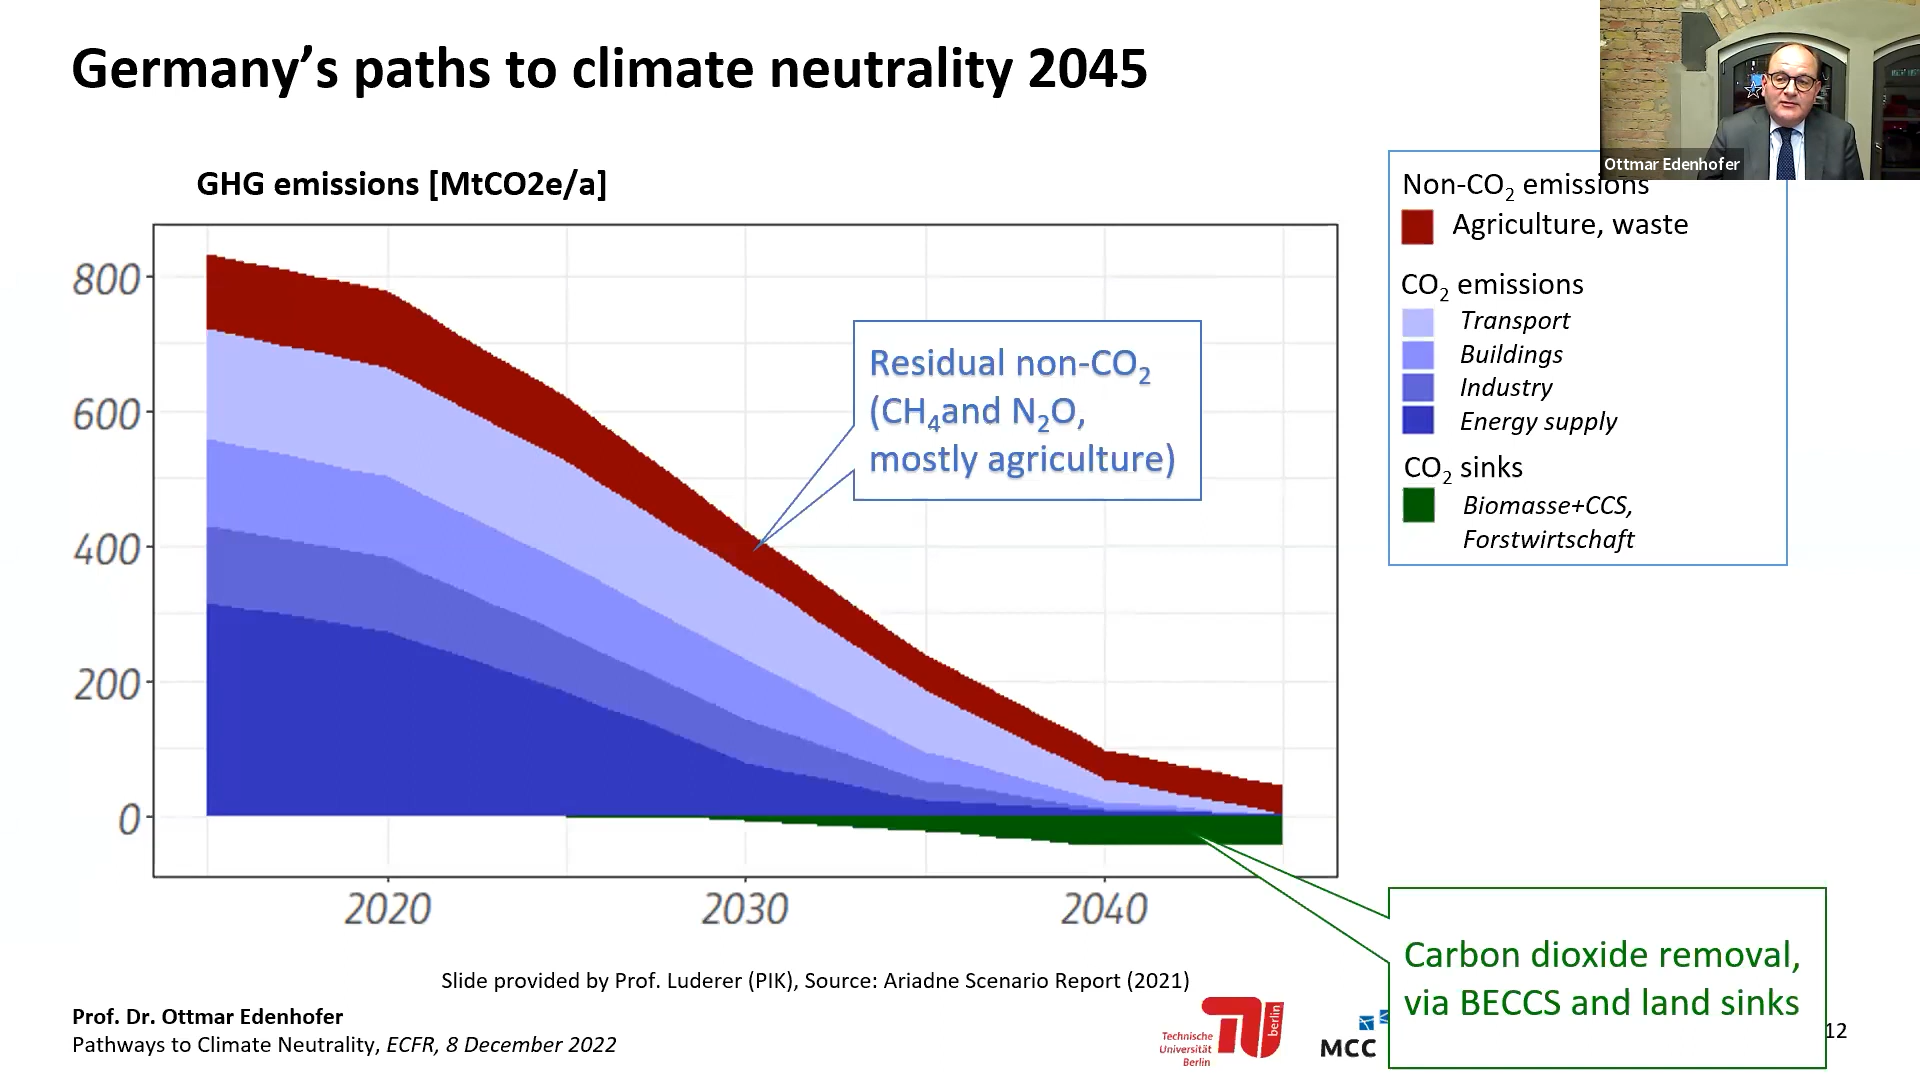 Germany’s paths to climate neutrality 2045
Ottmar Edenhofer
GHG emissions [MtCO2e/a]
800
600
400
200
0
2020
2030
2040
Residual non-CO₂
(CH₄and N₂O,
mostly agriculture)
Non-CO₂ emissions
Agriculture, waste
CO₂ emissions
Transport
Buildings
Industry
Energy supply
CO₂ sinks
Biomasse+CCS,
Forstwirtschaft
Carbon dioxide removal,
via BECCS and land sinks
Slide provided by Prof. Luderer (PIK), Source: Ariadne Scenario Report (2021)
Prof. Dr. Ottmar Edenhofer
Pathways to Climate Neutrality, ECFR, 8 December 2022
Technische
Universität
Berlin
berlin
MCC
12